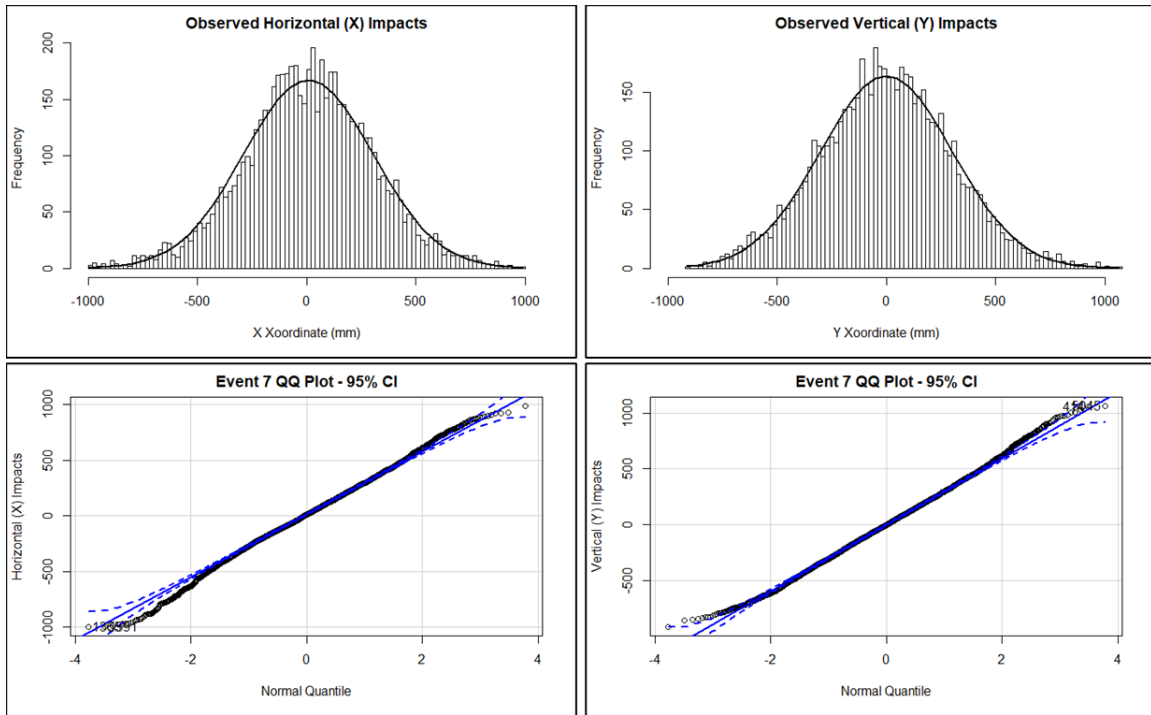 Observed Horizontal (X) Impacts
Frequency
200
150
100
50
0
-1000 -500 0 500 1000
X Xoordinate (mm)
Observed Vertical (Y) Impacts
Frequency
150
100
50
0
-1000 -500 0 500 1000
Y Xoordinate (mm)
Event 7 QQ Plot - 95% CI
Horizontal (X) Impacts
1000
500
0
-500
-1000
-4 -2 0 2 4
Normal Quantile
Event 7 QQ Plot - 95% CI
Vertical (Y) Impacts
1000
500
0
-500
-4 -2 0 2 4
Normal Quantile